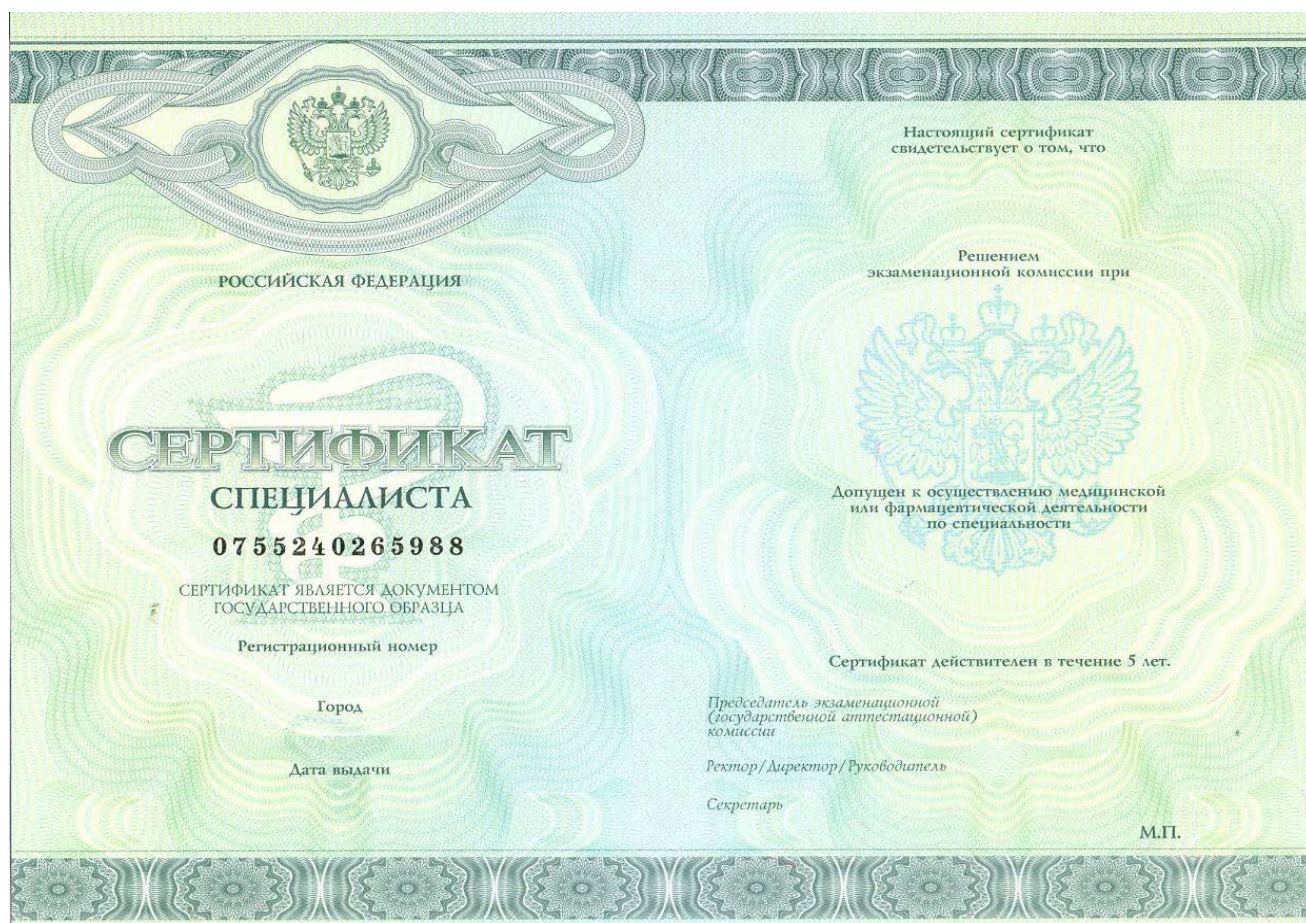 РОССИЙСКАЯ ФЕДЕРАЦИЯ
СЕРТИФИКАТ
СПЕЦИАЛИСТА
0755240265988
СЕРТИФИКАТ ЯВЛЯЕТСЯ ДОКУМЕНТОМ
ГОСУДАРСТВЕННОГО ОБРАЗЦА
Регистрационный номер
Город
Дата выдачи
Настоящий сертификат
свидетельствует о том, что
Решением
экзаменационной комиссии при
Допущен к осуществлению медицинской
или фармацевтической деятельности
по специальности
Сертификат действителен в течение 5 лет.
Председатель экзаменационной
(государственной аттестационной)
комиссии
Ректор/Директор/Руководитель
Секретарь
М.П.